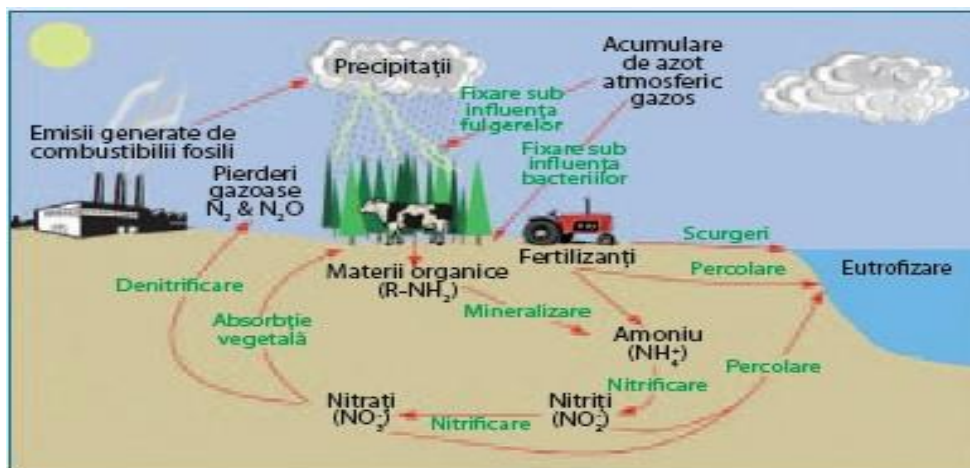 Precipitații
Acumulare
de azot
atmosferic
gazos
Fixare sub
influența
fulgerelor
Emisii generate de
combustibilii fosili
Fixare sub
influența
bacteriilor
Pierderi
gazoase
N₂ & N₂O
Fertilizanți
Scurgeri
Materii organice
(R-NH₂)
Percolare
Eutrofizare
Denitrificare
Mineralizare
Absorbție
vegetală
Amoniu
(NH₄⁺)
Percolare
Nitrificare
Nitrați
(NO₃⁻)
Nitrificare
Nitriți
(NO₂⁻)